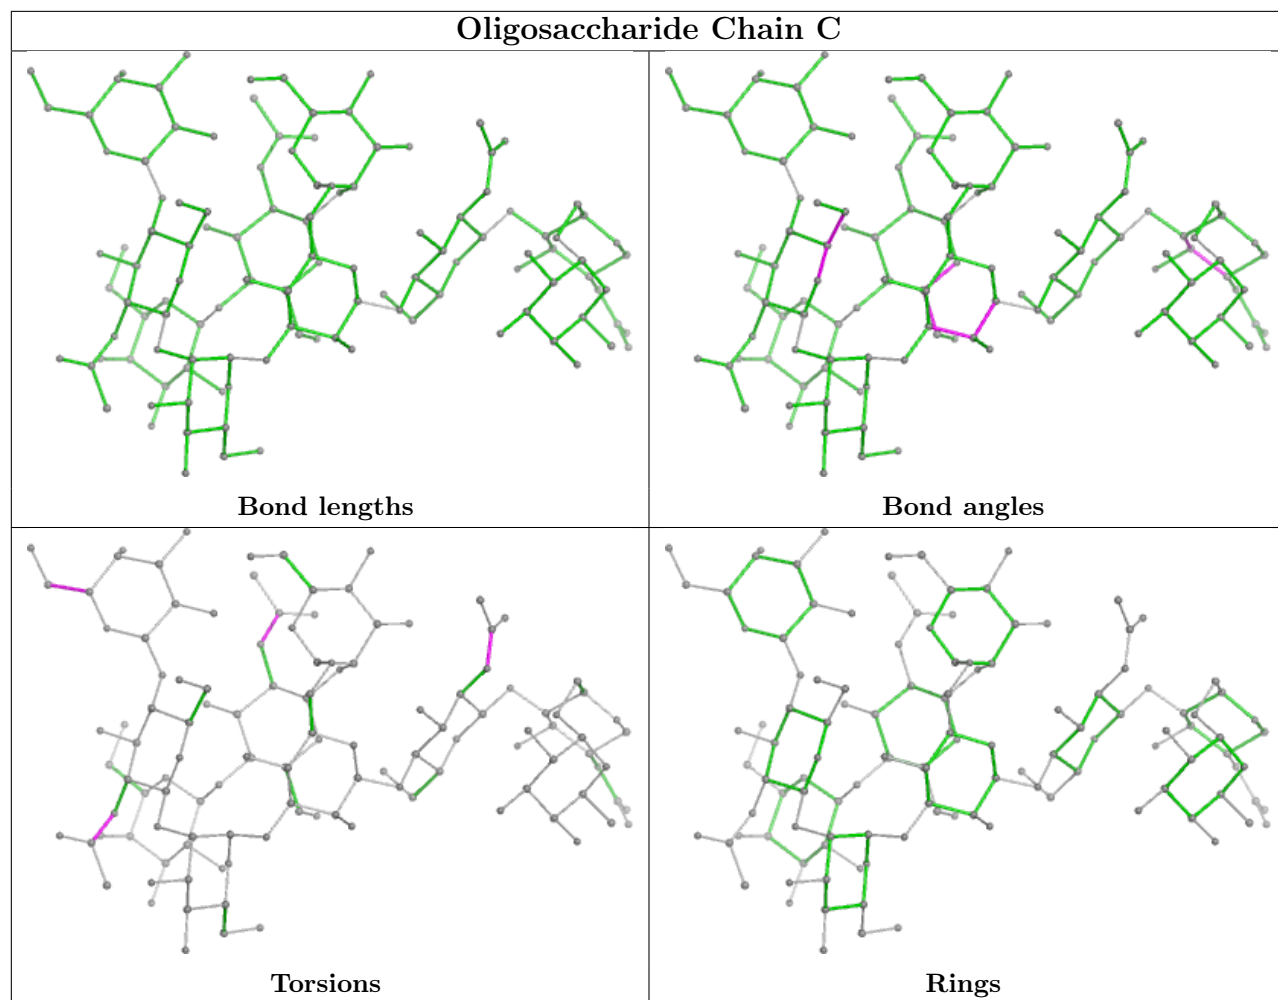 Oligosaccharide Chain C
Bond lengths
Bond angles
Torsions
Rings